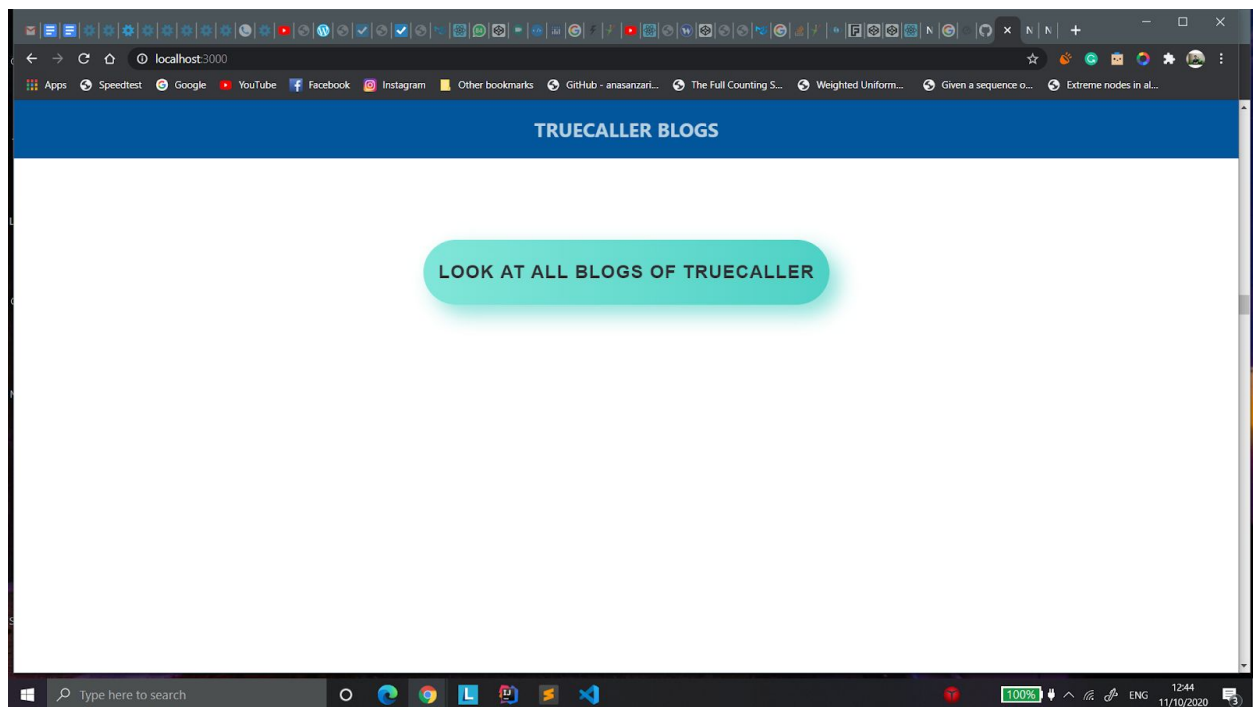 localhost:3000
Apps Speedtest Google YouTube Facebook Instagram Other bookmarks GitHub - anasanzari... The Full Counting S... Weighted Uniform... Given a sequence o... Extreme nodes in al...
TRUECALLER BLOGS
LOOK AT ALL BLOGS OF TRUECALLER
Type here to search
100%
ENG
12:44
11/10/2020
3